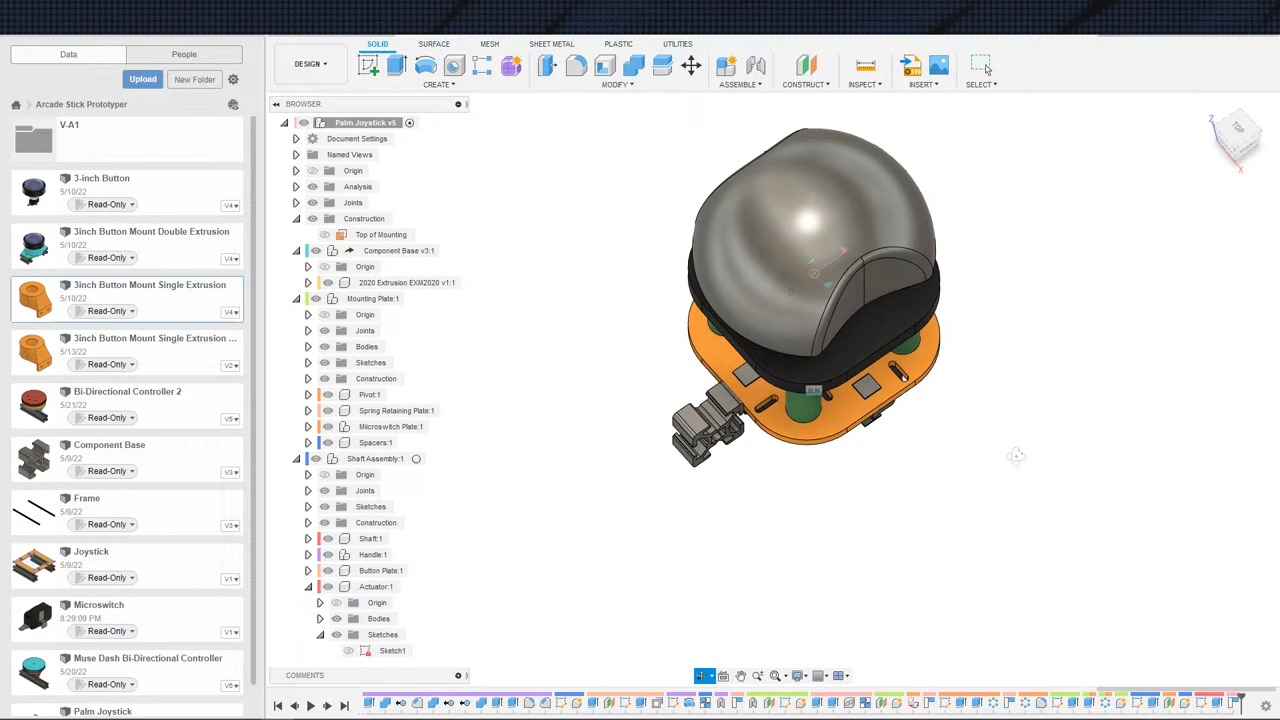 Data People
Upload New Folder
Arcade Stick Prototyper
V-A1
3-inch Button
5/10/22
Read-Only
V4
3inch Button Mount Double Extrusion
5/10/22
Read-Only
V4
3inch Button Mount Single Extrusion
5/10/22
Read-Only
V4
3inch Button Mount Single Extrusion ...
5/13/22
Read-Only
V2
Bi-Directional Controller 2
5/21/22
Read-Only
V5
Component Base
5/9/22
Read-Only
V3
Frame
5/9/22
Read-Only
V3
Joystick
5/9/22
Read-Only
V1
Microswitch
8:29:09 PM
Read-Only
V1
Muse Dash Bi-Directional Controller
5/20/22
Read-Only
Palm Joystick
DESIGN
SOLID SURFACE MESH SHEET METAL PLASTIC UTILITIES
CREATE MODIFY ASSEMBLE CONSTRUCT INSPECT INSERT SELECT
BROWSER
Palm Joystick v5
Document Settings
Named Views
Origin
Analysis
Joints
Construction
Top of Mounting
Component Base v3:1
Origin
2020 Extrusion EXM2020 v1:1
Mounting Plate:1
Origin
Joints
Bodies
Sketches
Construction
Pivot:1
Spring Retaining Plate:1
Miicroswitch Plate:1
Spacers:1
Shaft Assembly:1
Origin
Joints
Sketches
Construction
Shaft:1
Handle:1
Button Plate:1
Actuator:1
Origin
Bodies
Sketches
Sketch1
COMMENTS
Z
TOP
X